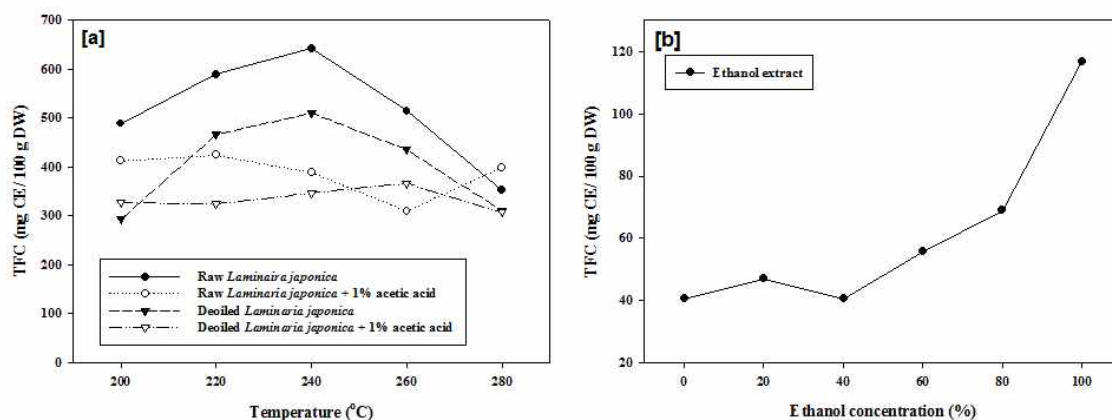 [a]
TFC (mg CE/ 100 g DW)
700
600
500
400
300
200
100
0
Raw Laminaira japonica
Raw Laminaria japonica + 1% acetic acid
Deoiled Laminaria japonica
Deoiled Laminaria japonica + 1% acetic acid
200 220 240 260 280
Temperature (°C)
[b]
TFC (mg CE/ 100 g DW)
120
100
80
60
40
20
Ethanol extract
0 20 40 60 80 100
Ethanol concentration (%)